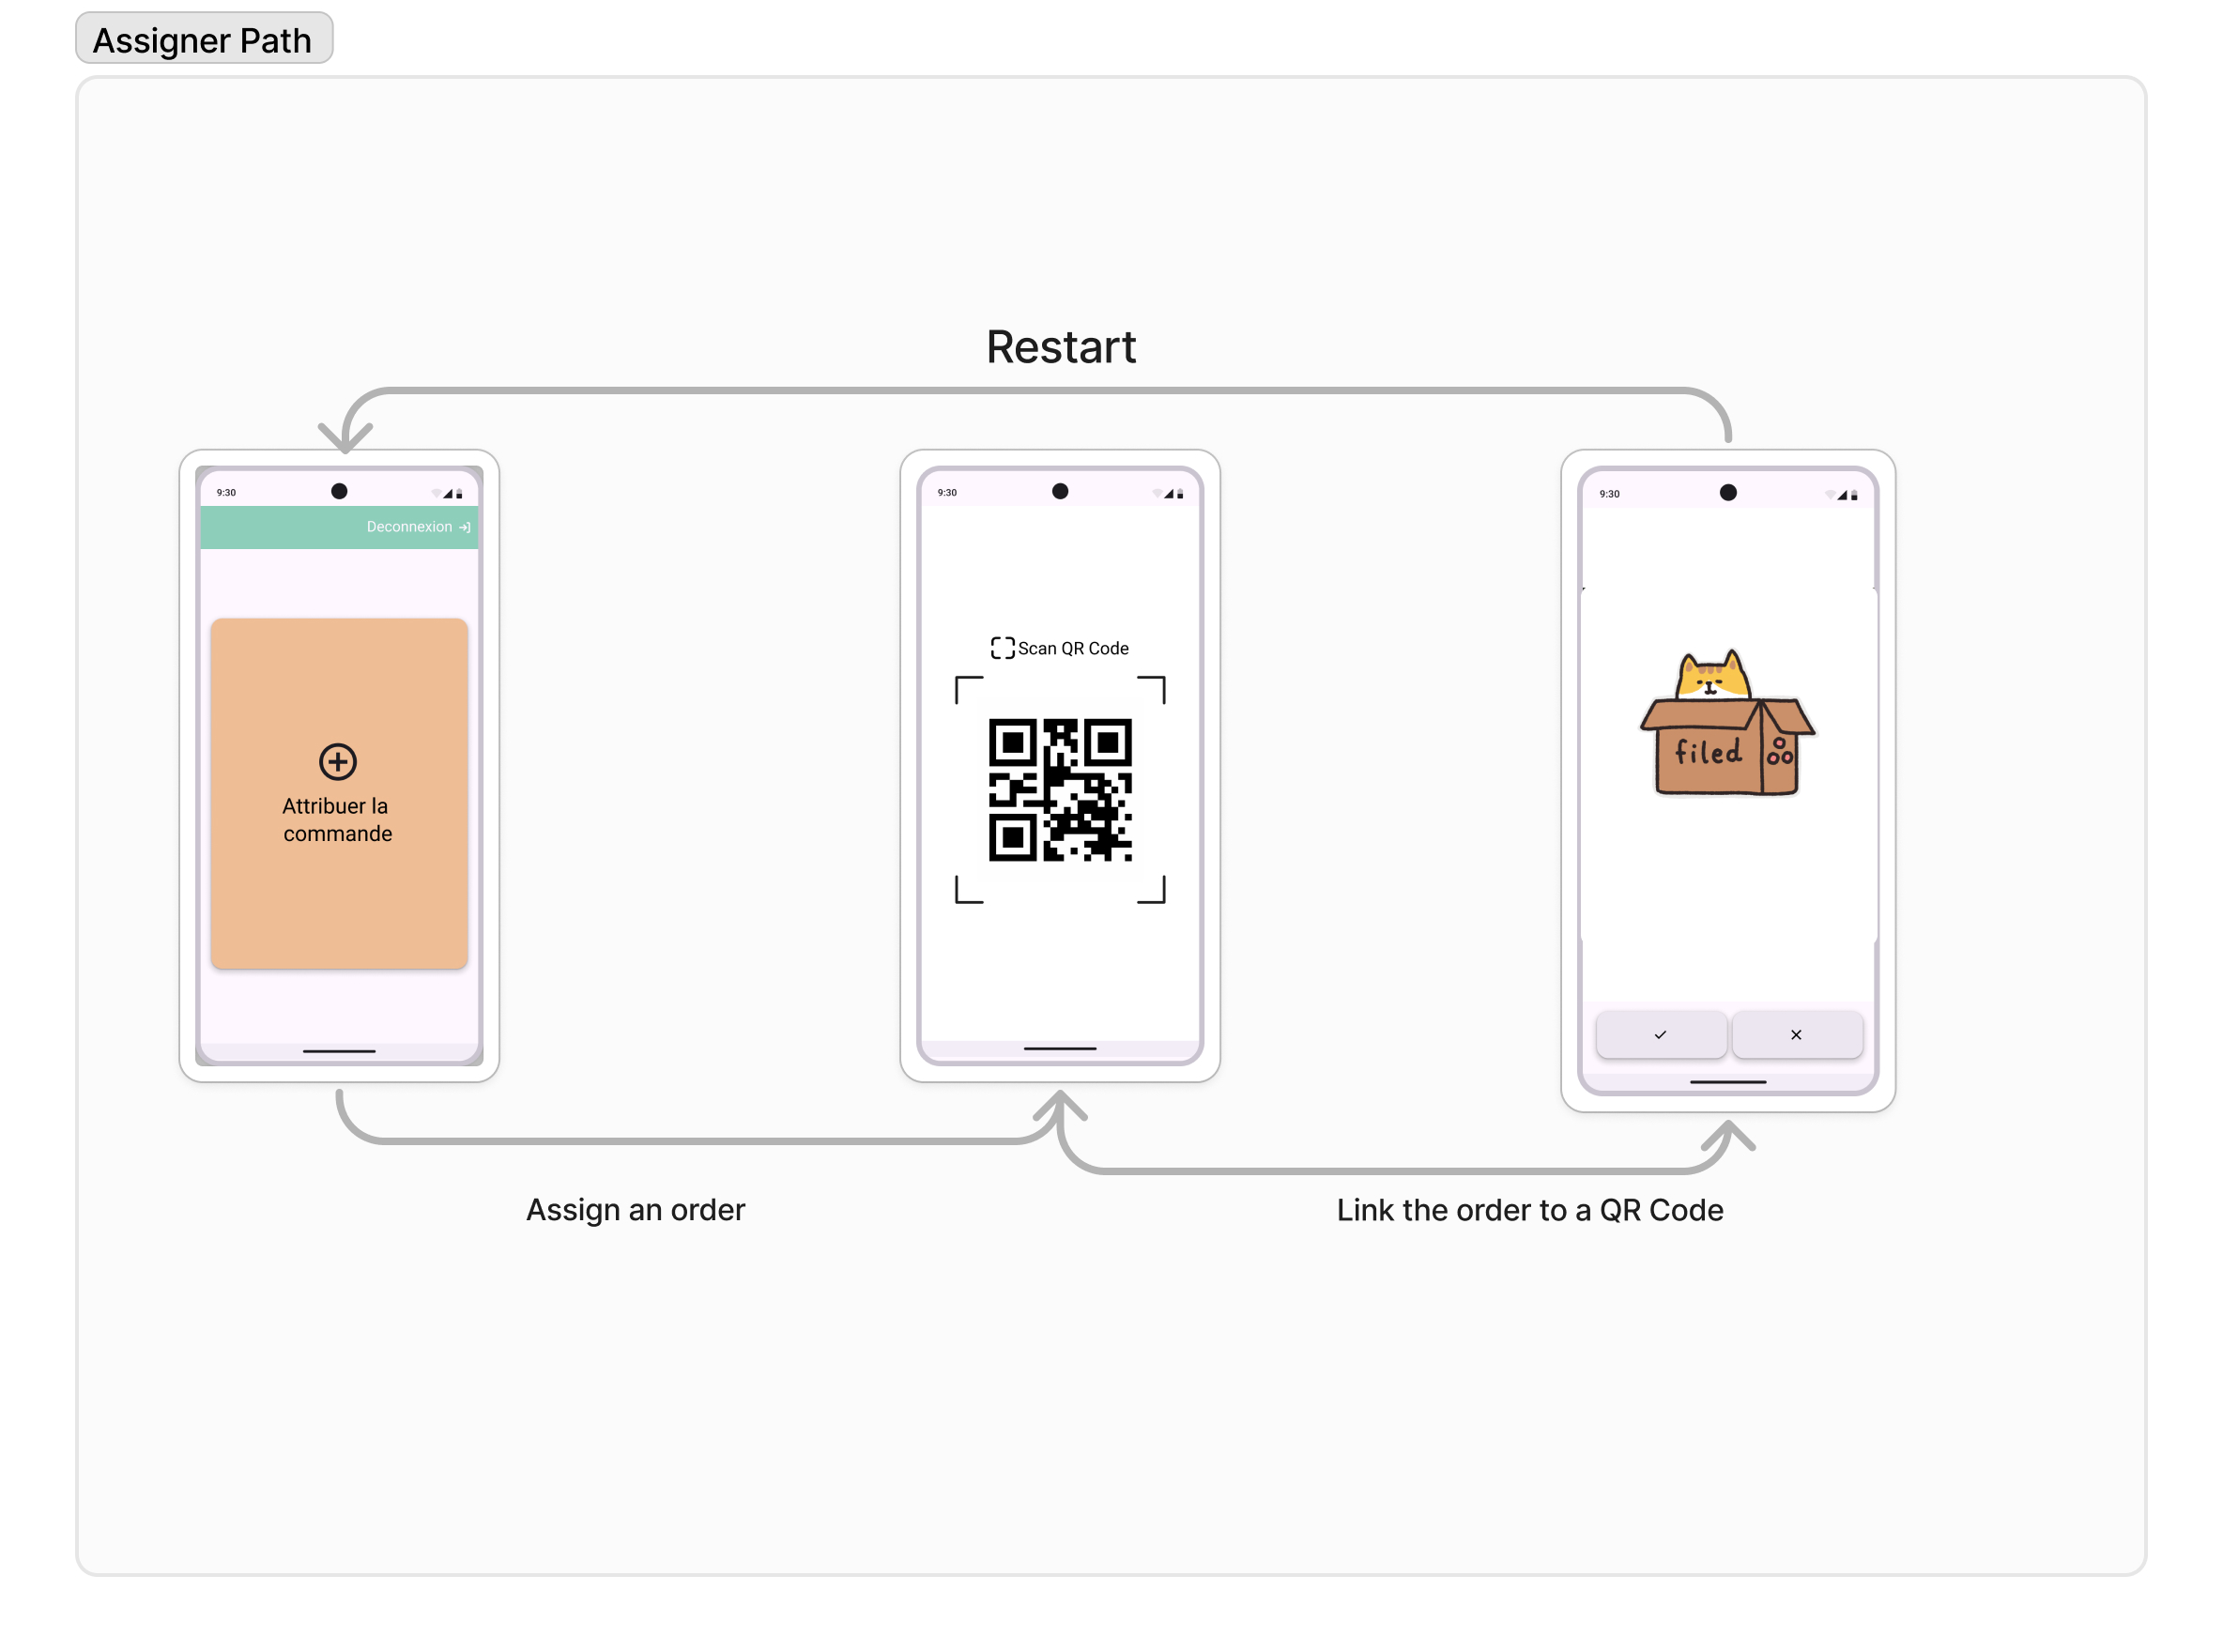 Assigner Path
Restart
9:30
Deconnexion
Attribuer la
commande
9:30
Scan QR Code
9:30
filed
Assign an order
Link the order to a QR Code